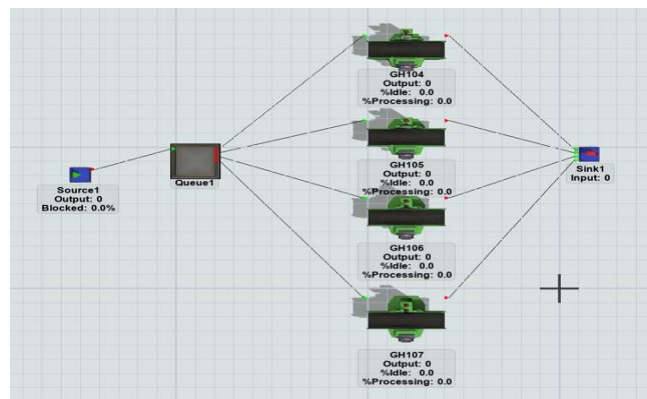 GH104
Output: 0
%Idle: 0.0
%Processing: 0.0
GH105
Output: 0
%Idle: 0.0
%Processing: 0.0
Source1
Output: 0
Blocked: 0.0%
Queue1
Sink1
Input: 0
GH106
Output: 0
%Idle: 0.0
%Processing: 0.0
GH107
Output: 0
%Idle: 0.0
%Processing: 0.0